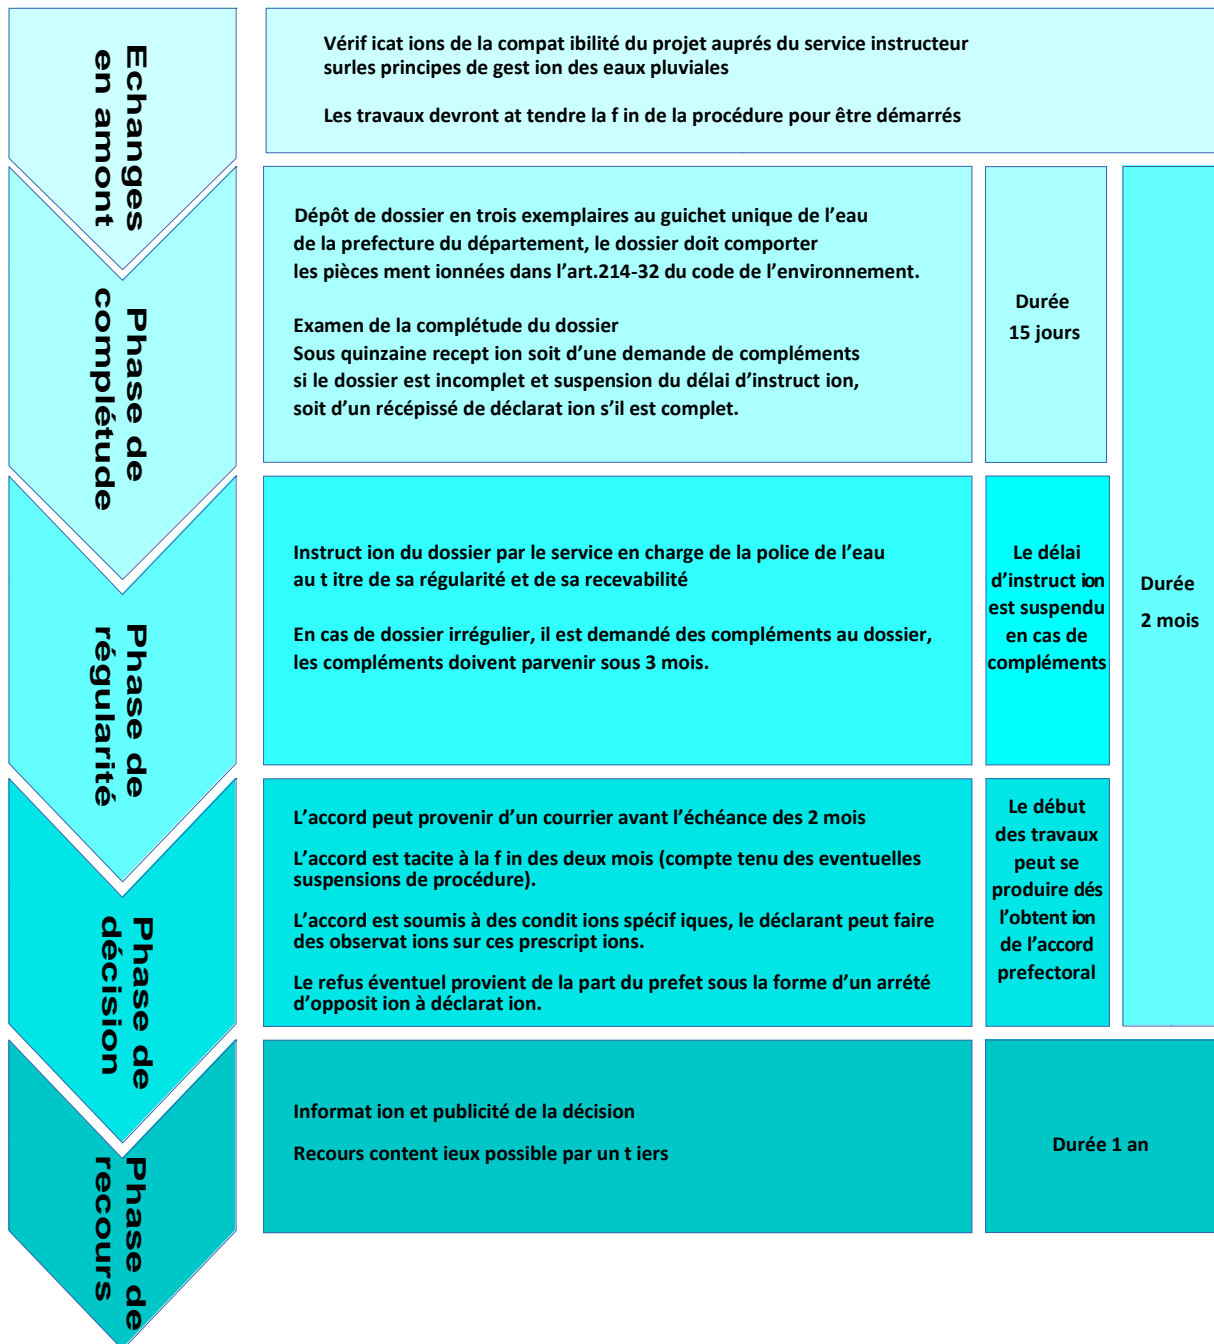 Echanges
en amont
Vérif icat ions de la compat ibilité du projet auprés du service instructeur
surles principes de gest ion des eaux pluviales
Les travaux devront at tendre la f in de la procédure pour être démarrés
Phase de
complétude
Dépôt de dossier en trois exemplaires au guichet unique de l'eau
de la prefecture du département, le dossier doit comporter
les pièces ment ionnées dans l'art.214-32 du code de l'environnement.
Examen de la complétude du dossier
Sous quinzaine recept ion soit d'une demande de compléments
si le dossier est incomplet et suspension du délai d'instruct ion,
soit d'un récépissé de déclarat ion s'il est complet.
Durée
15 jours
Phase de
régularité
Instruct ion du dossier par le service en charge de la police de l'eau
au t itre de sa régularité et de sa recevabilité
En cas de dossier irrégulier, il est demandé des compléments au dossier,
les compléments doivent parvenir sous 3 mois.
Le délai
d'instruct ion
est suspendu
en cas de
compléments
Durée
2 mois
Phase de
décision
L'accord peut provenir d'un courrier avant l'échéance des 2 mois
L'accord est tacite à la f in des deux mois (compte tenu des eventuelles
suspensions de procédure).
L'accord est soumis à des condit ions spécif iques, le déclarant peut faire
des observat ions sur ces prescript ions.
Le refus éventuel provient de la part du prefet sous la forme d'un arrété
d'opposit ion à déclarat ion.
Le début
des travaux
peut se
produire dés
l'obtent ion
de l'accord
prefectoral
Phase de
recours
Informat ion et publicité de la décision
Recours content ieux possible par un t iers
Durée 1 an